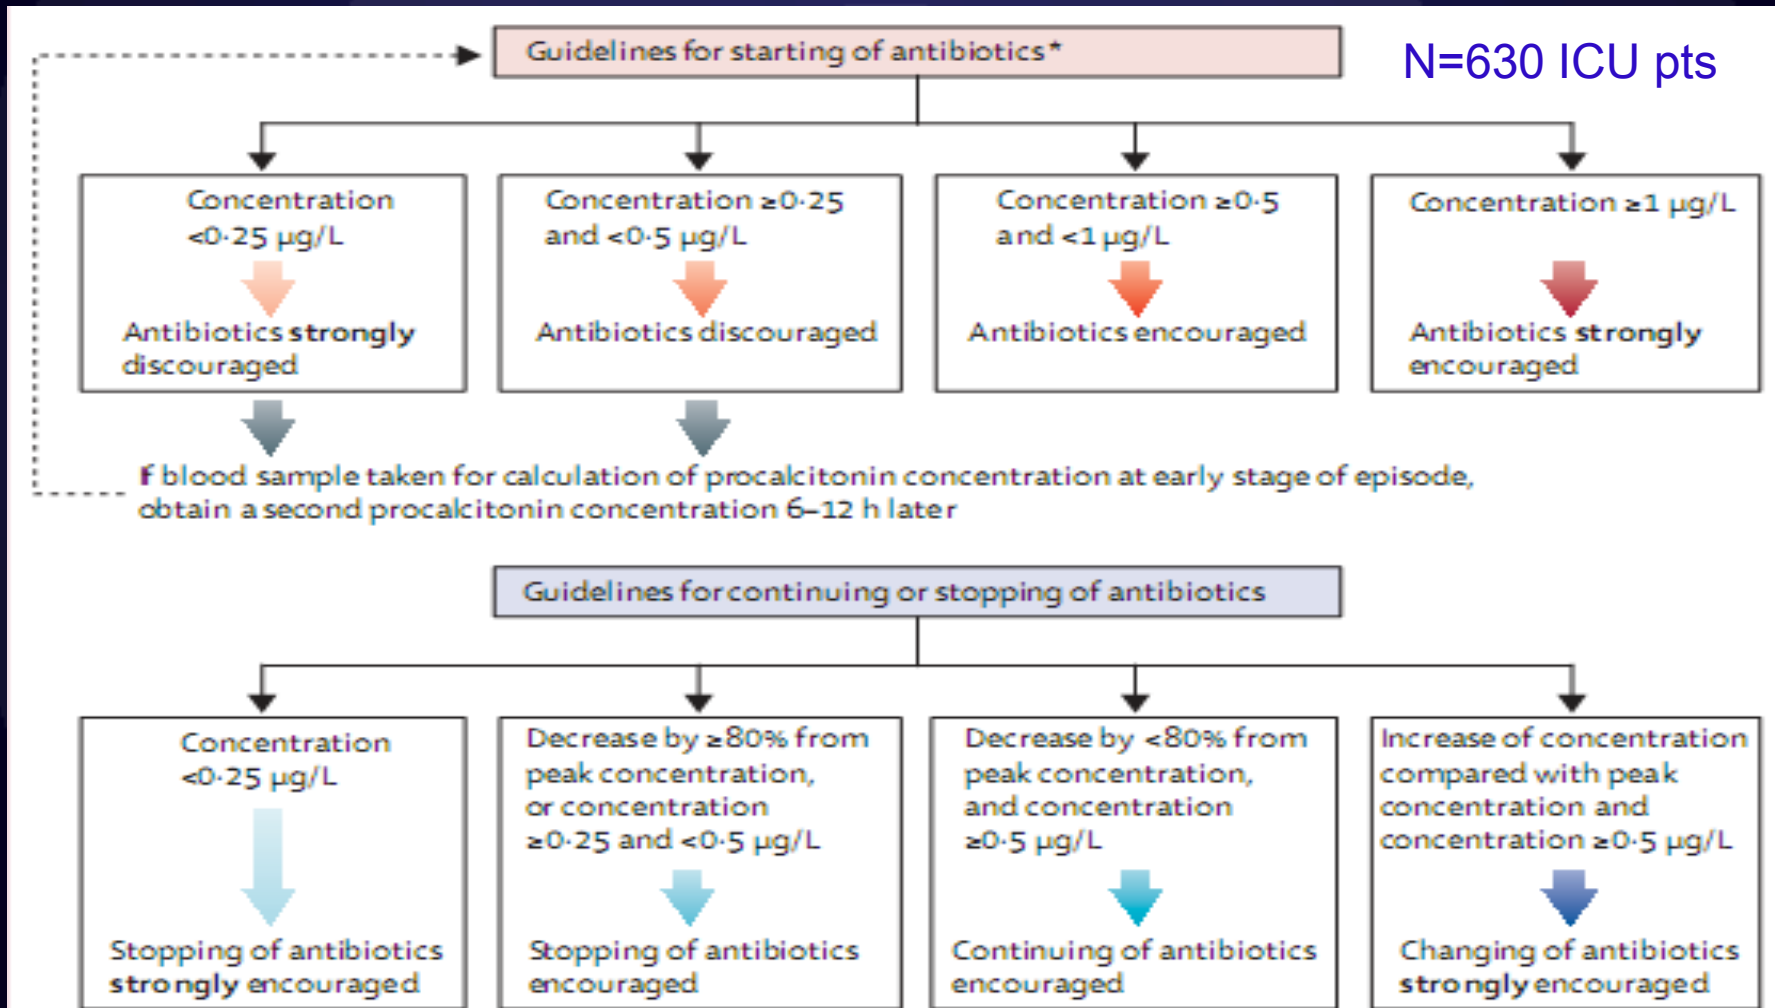 Guidelines for starting of antibiotics*
N=630 ICU pts
Concentration
<0·25 µg/L
Antibiotics strongly
discouraged
Concentration ≥0·25
and <0·5 µg/L
Antibiotics discouraged
Concentration ≥0·5
and <1 µg/L
Antibiotics encouraged
Concentration ≥1 µg/L
Antibiotics strongly
encouraged
If blood sample taken for calculation of procalcitonin concentration at early stage of episode,
obtain a second procalcitonin concentration 6–12 h later
Guidelines for continuing or stopping of antibiotics
Concentration
<0·25 µg/L
Stopping of antibiotics
strongly encouraged
Decrease by ≥80% from
peak concentration,
or concentration
≥0·25 and <0·5 µg/L
Stopping of antibiotics
encouraged
Decrease by <80% from
peak concentration,
and concentration
≥0·5 µg/L
Continuing of antibiotics
encouraged
Increase of concentration
compared with peak
concentration and
concentration ≥0·5 µg/L
Changing of antibiotics
strongly encouraged